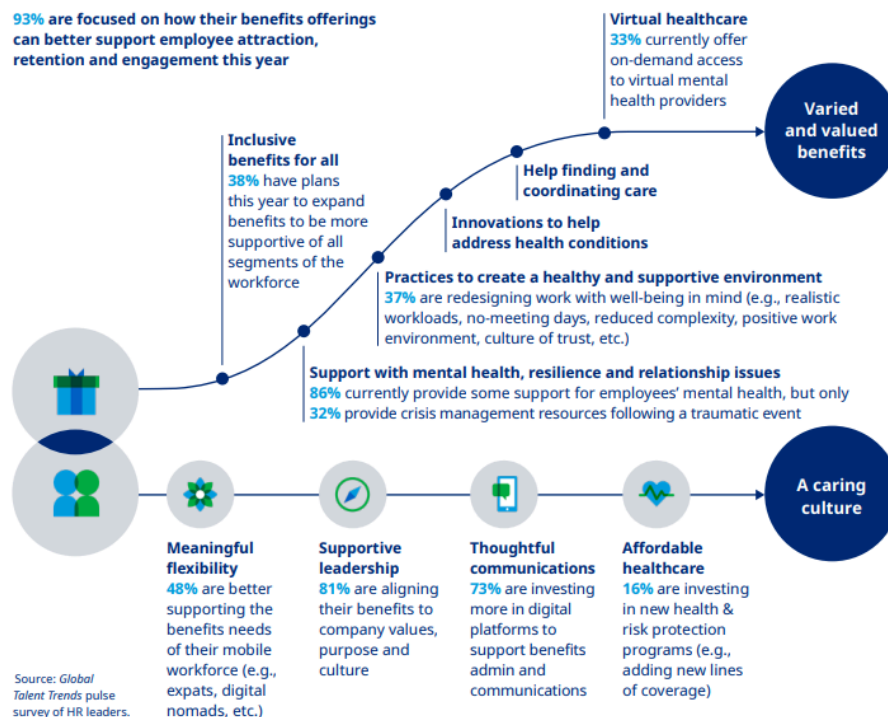 93% are focused on how their benefits offerings
can better support employee attraction,
retention and engagement this year
Virtual healthcare
33% currently offer
on-demand access
to virtual mental
health providers
Varied
and valued
benefits
Inclusive
benefits for all
38% have plans
this year to expand
benefits to be more
supportive of all
segments of the
workforce
Help finding and
coordinating care
Innovations to help
address health conditions
Practices to create a healthy and supportive environment
37% are redesigning work with well-being in mind (e.g., realistic
workloads, no-meeting days, reduced complexity, positive work
environment, culture of trust, etc.)
Support with mental health, resilience and relationship issues
86% currently provide some support for employees’ mental health, but only
32% provide crisis management resources following a traumatic event
A caring
culture
Meaningful
flexibility
48% are better
supporting the
benefits needs
of their mobile
workforce (e.g.,
expats, digital
nomads, etc.)
Supportive
leadership
81% are aligning
their benefits to
company values,
purpose and
culture
Thoughtful
communications
73% are investing
more in digital
platforms to
support benefits
admin and
communications
Affordable
healthcare
16% are investing
in new health &
risk protection
programs (e.g.,
adding new lines
of coverage)
Source: Global
Talent Trends pulse
survey of HR leaders.